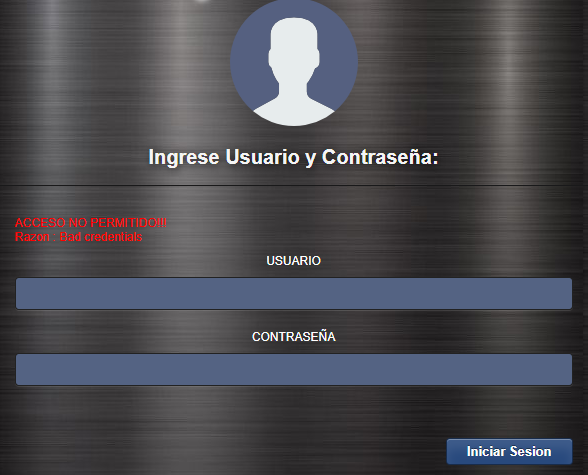 Ingrese Usuario y Contraseña:
ACCESO NO PERMITIDO!!!
Razon : Bad credentials
USUARIO
CONTRASEÑA
Iniciar Sesion